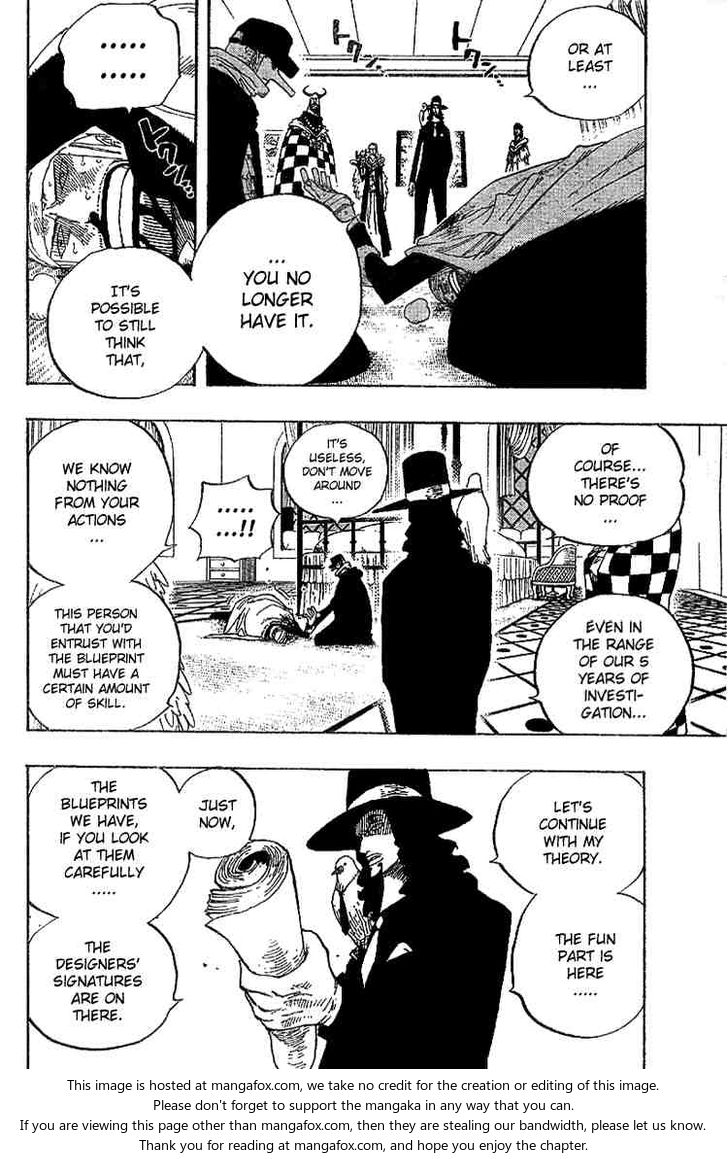 OR AT
LEAST
...
...
YOU NO
LONGER
HAVE IT.
.....
.....
IT'S
POSSIBLE
TO STILL
THINK
THAT,
OF
COURSE...
THERE'S
NO PROOF
...
EVEN IN
THE RANGE
OF OUR 5
YEARS OF
INVESTI-
GATION...
IT'S
USELESS,
DON'T MOVE
AROUND
...
.....
...!!
WE KNOW
NOTHING
FROM YOUR
ACTIONS
...
THIS PERSON
THAT YOU'D
ENTRUST WITH
THE BLUEPRINT
MUST HAVE A
CERTAIN AMOUNT
OF SKILL.
LET'S
CONTINUE
WITH MY
THEORY.
THE FUN
PART IS
HERE
.....
JUST
NOW,
THE
BLUEPRINTS
WE HAVE,
IF YOU LOOK
AT THEM
CAREFULLY
.....
THE
DESIGNERS'
SIGNATURES
ARE ON
THERE.
This image is hosted at mangafox.com, we take no credit for the creation or editing of this image.
Please don't forget to support the mangaka in any way that you can.
If you are viewing this page other than mangafox.com, then they are stealing our bandwidth, please let us know.
Thank you for reading at mangafox.com, and hope you enjoy the chapter.